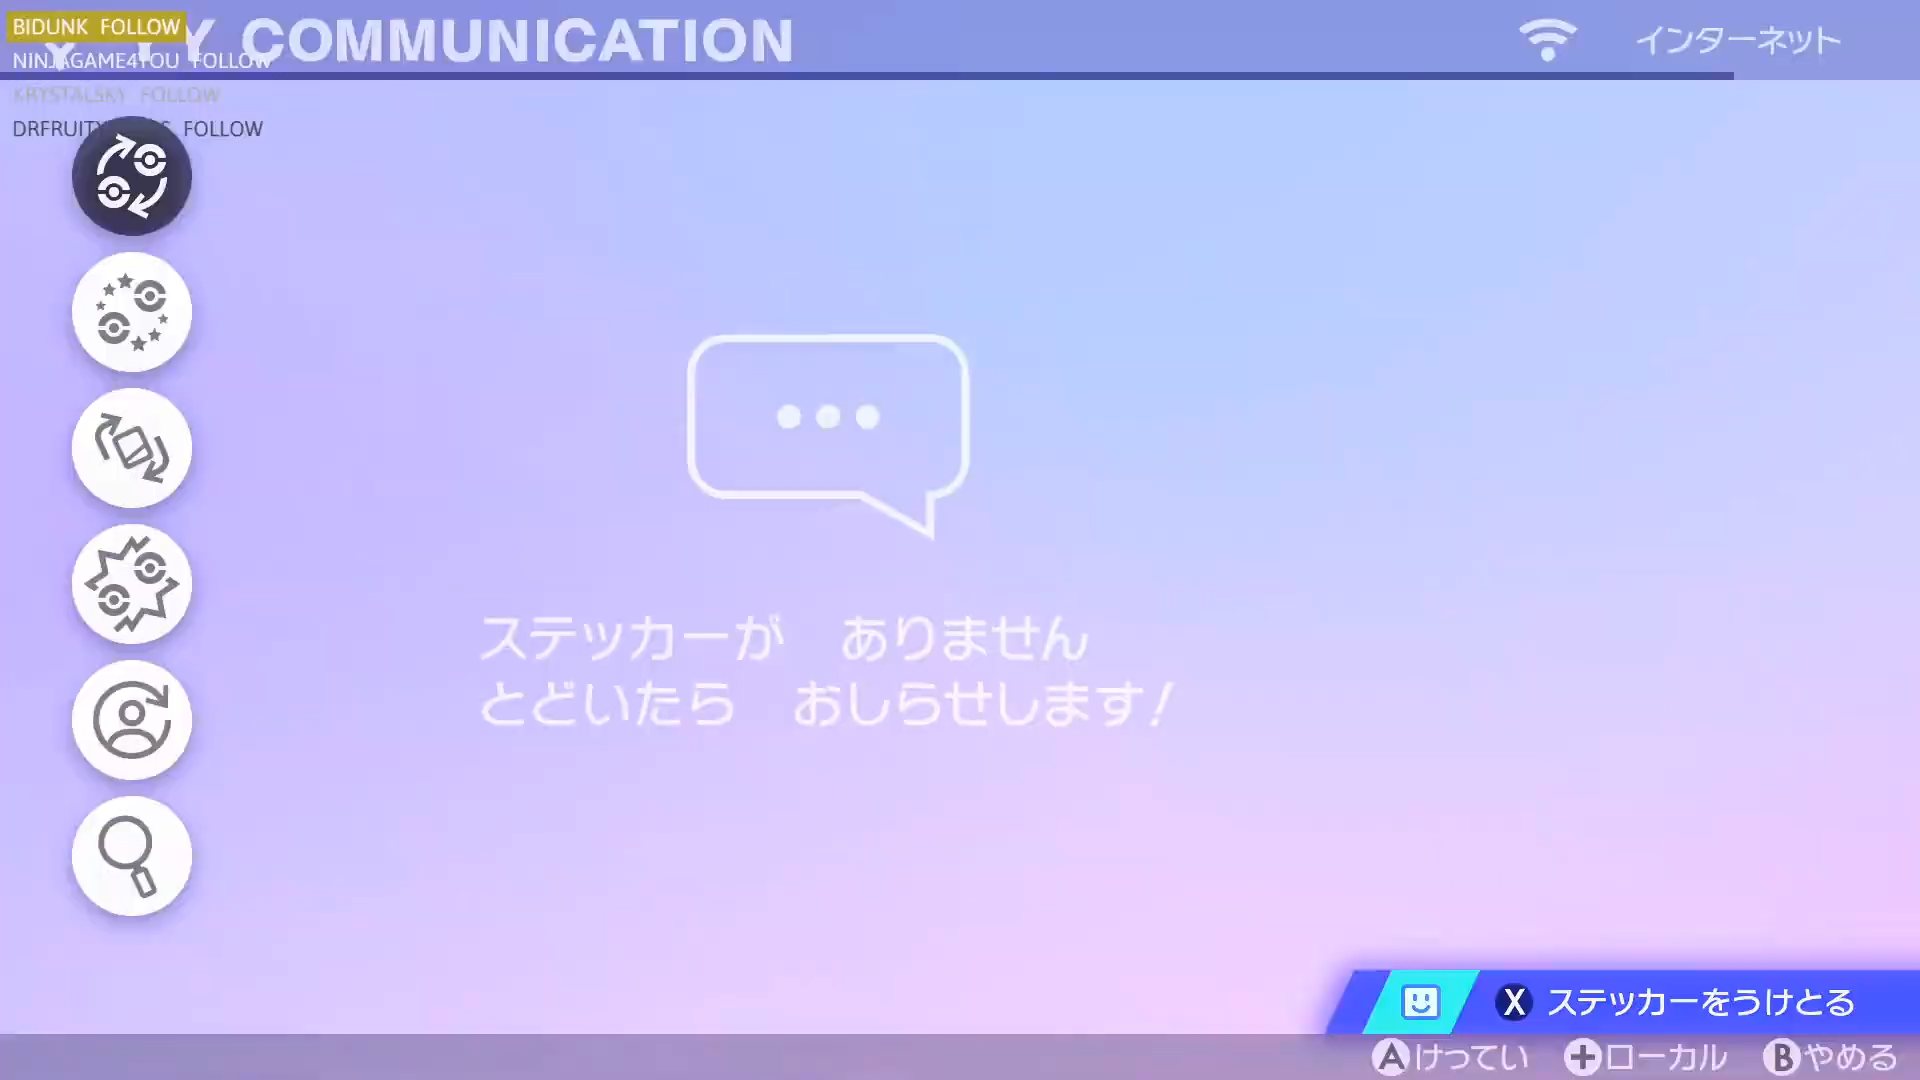 BIDUNK FOLLOW
COMMUNICATION
インターネット
NINJAGAME4YOU FOLLOW
KRYSTALSKY FOLLOW
FOLLOW
ステッカーが ありません
とどいたら おしらせします!
X ステッカーをうけとる
A けってい + ローカル B やめる